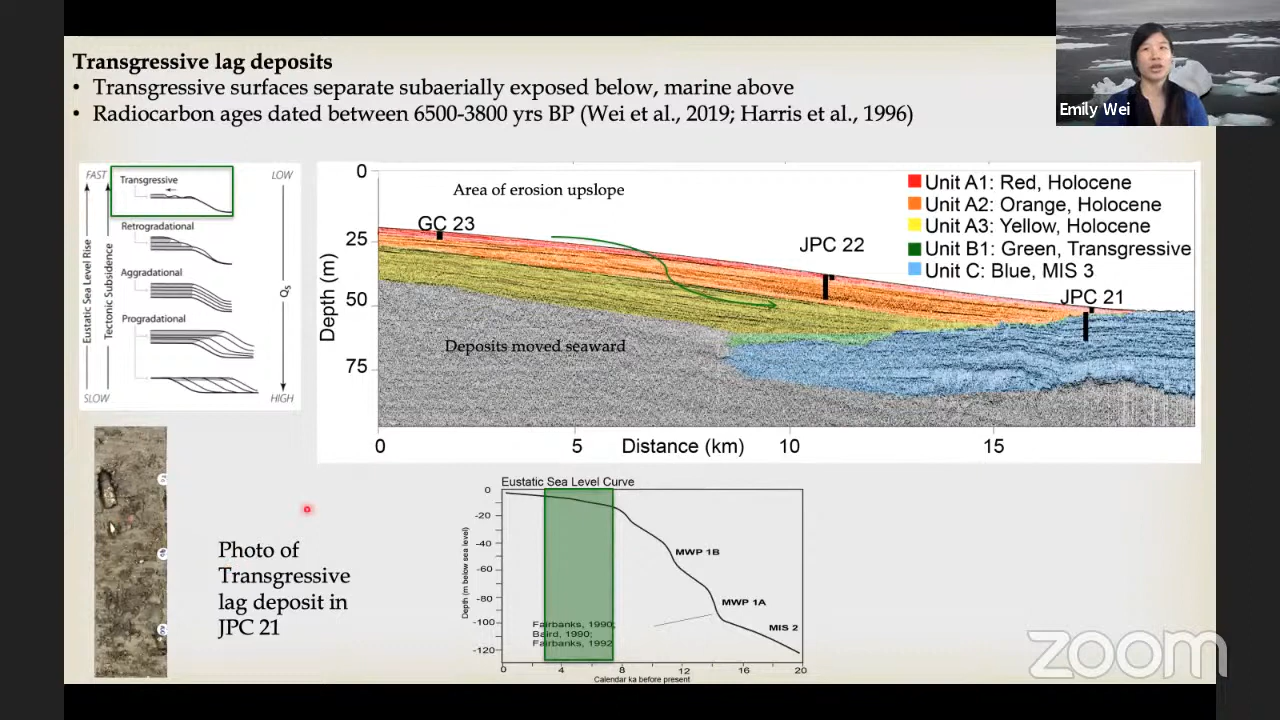 Transgressive lag deposits
• Transgressive surfaces separate subaerially exposed below, marine above
• Radiocarbon ages dated between 6500-3800 yrs BP (Wei et al., 2019; Harris et al., 1996)
Emily Wei
FAST
LOW
Transgressive
Retrogradational
Aggradational
Progradational
Eustatic Sea Level Rise
Tectonic Subsidence
Qs
SLOW
HIGH
0
25
50
75
Depth (m)
Area of erosion upslope
GC 23
JPC 22
JPC 21
Deposits moved seaward
Unit A1: Red, Holocene
Unit A2: Orange, Holocene
Unit A3: Yellow, Holocene
Unit B1: Green, Transgressive
Unit C: Blue, MIS 3
0 5 Distance (km) 10 15
Photo of
Transgressive
lag deposit in
JPC 21
Eustatic Sea Level Curve
0
-20
-40
-60
-80
-100
-120
Depth (m below sea level)
MWP 1B
MWP 1A
MIS 2
Fairbanks, 1990;
Baird, 1990;
Fairbanks, 1992
0 4 8 12 16 20
Calendar ka before present
zoom